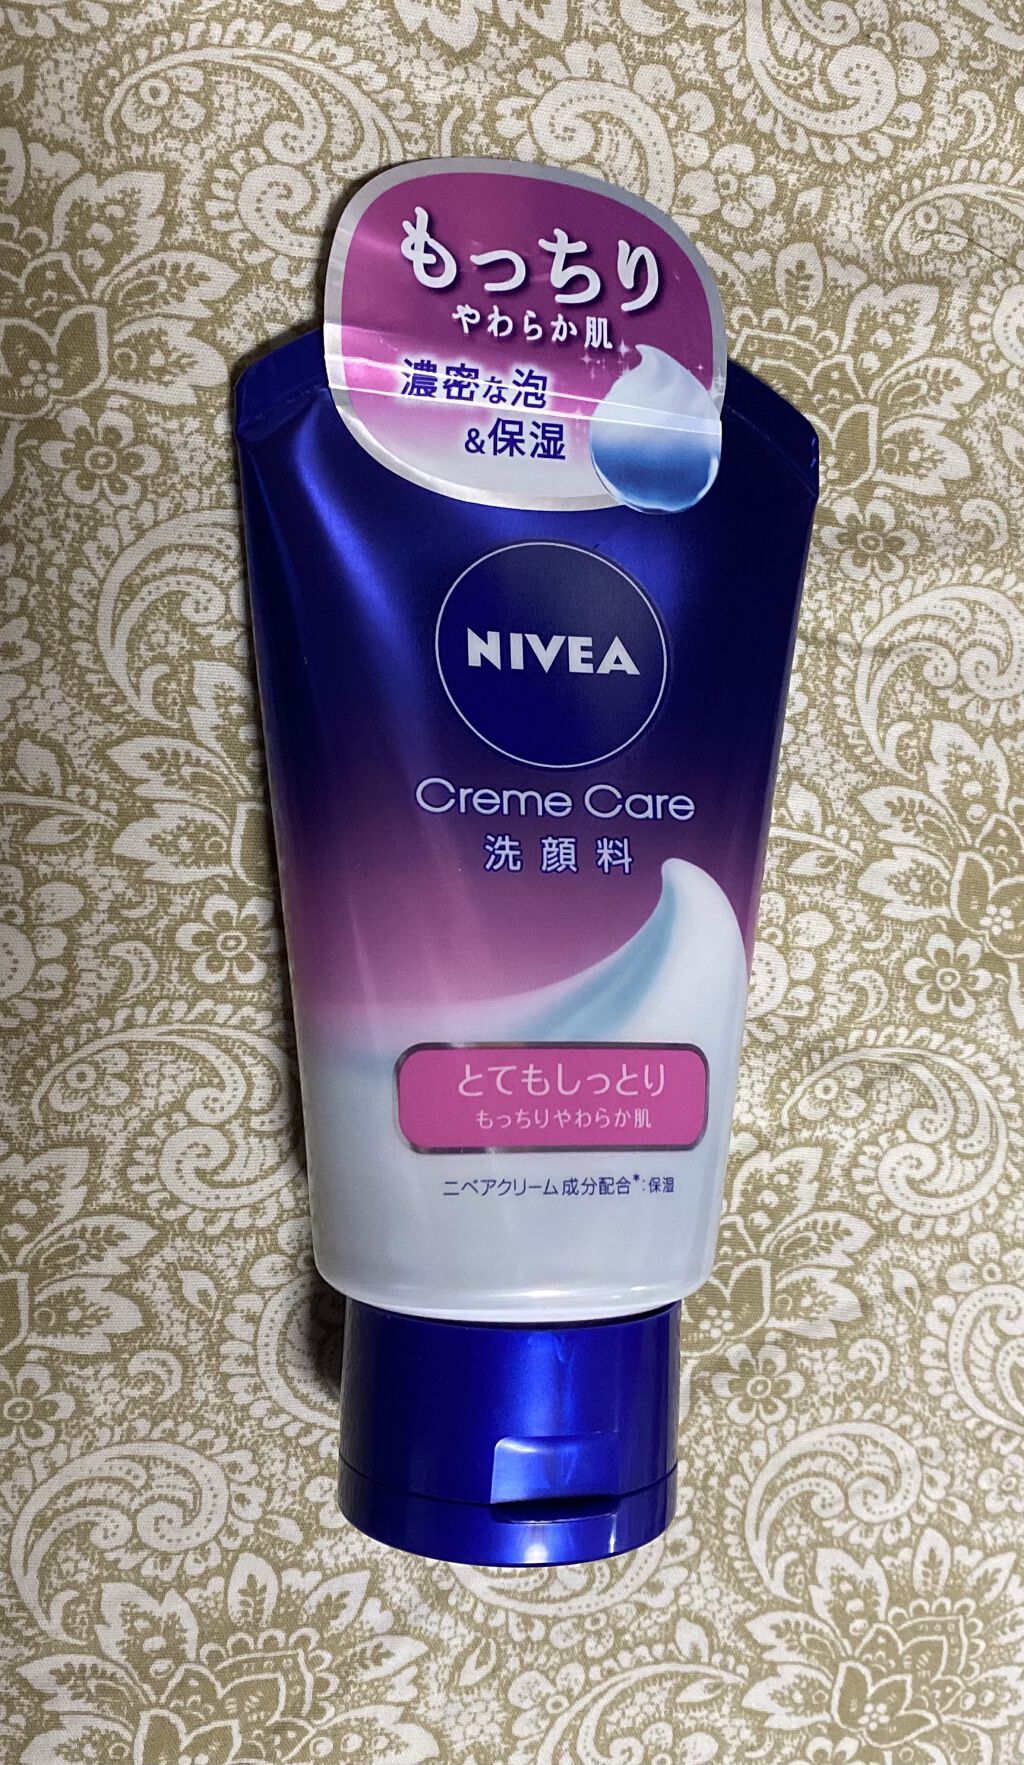 もっちり
やわらか肌
濃密な泡
&保湿
NIVEA
Creme Care
洗顔料
とてもしっとり
もっちりやわらか肌
ニベアクリーム成分配合*:保湿